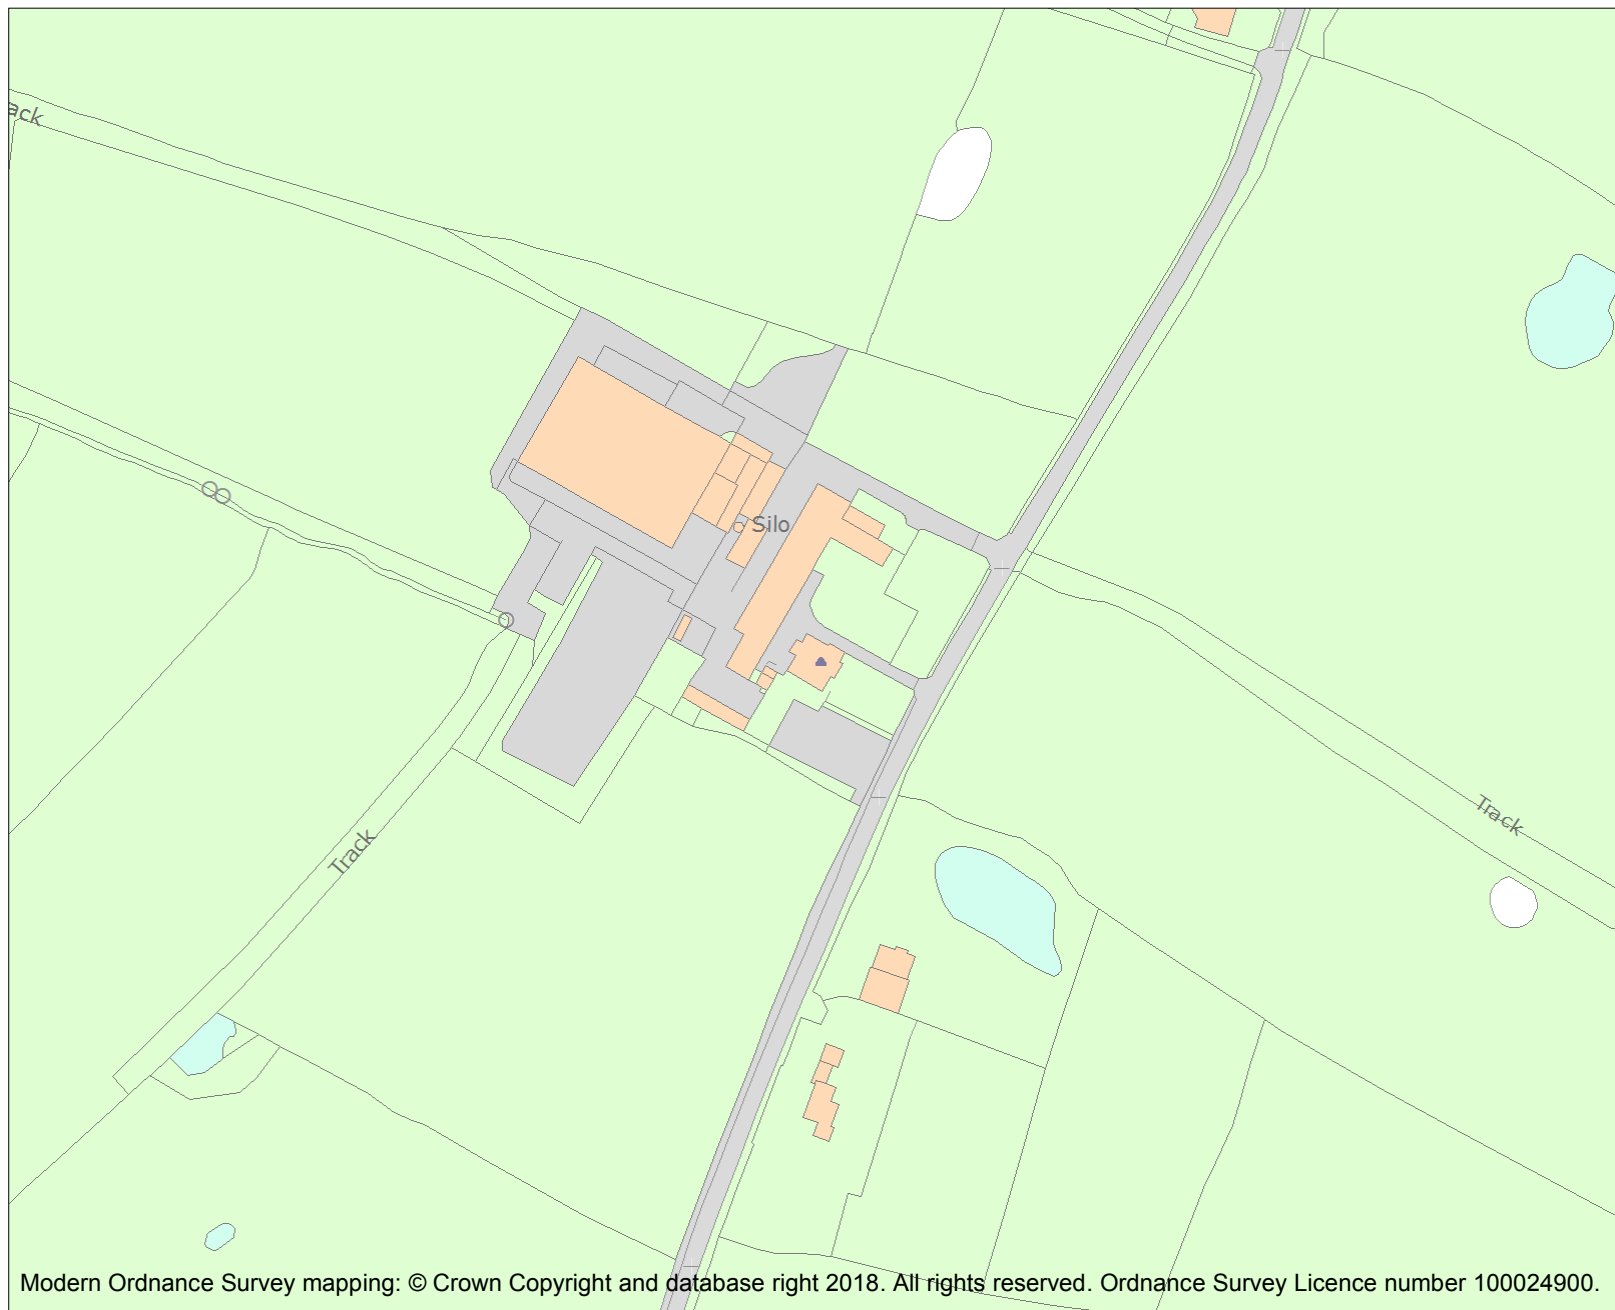 ack
Silo
Track
Track
Modern Ordnance Survey mapping: © Crown Copyright and database right 2018. All rights reserved. Ordnance Survey Licence number 100024900.